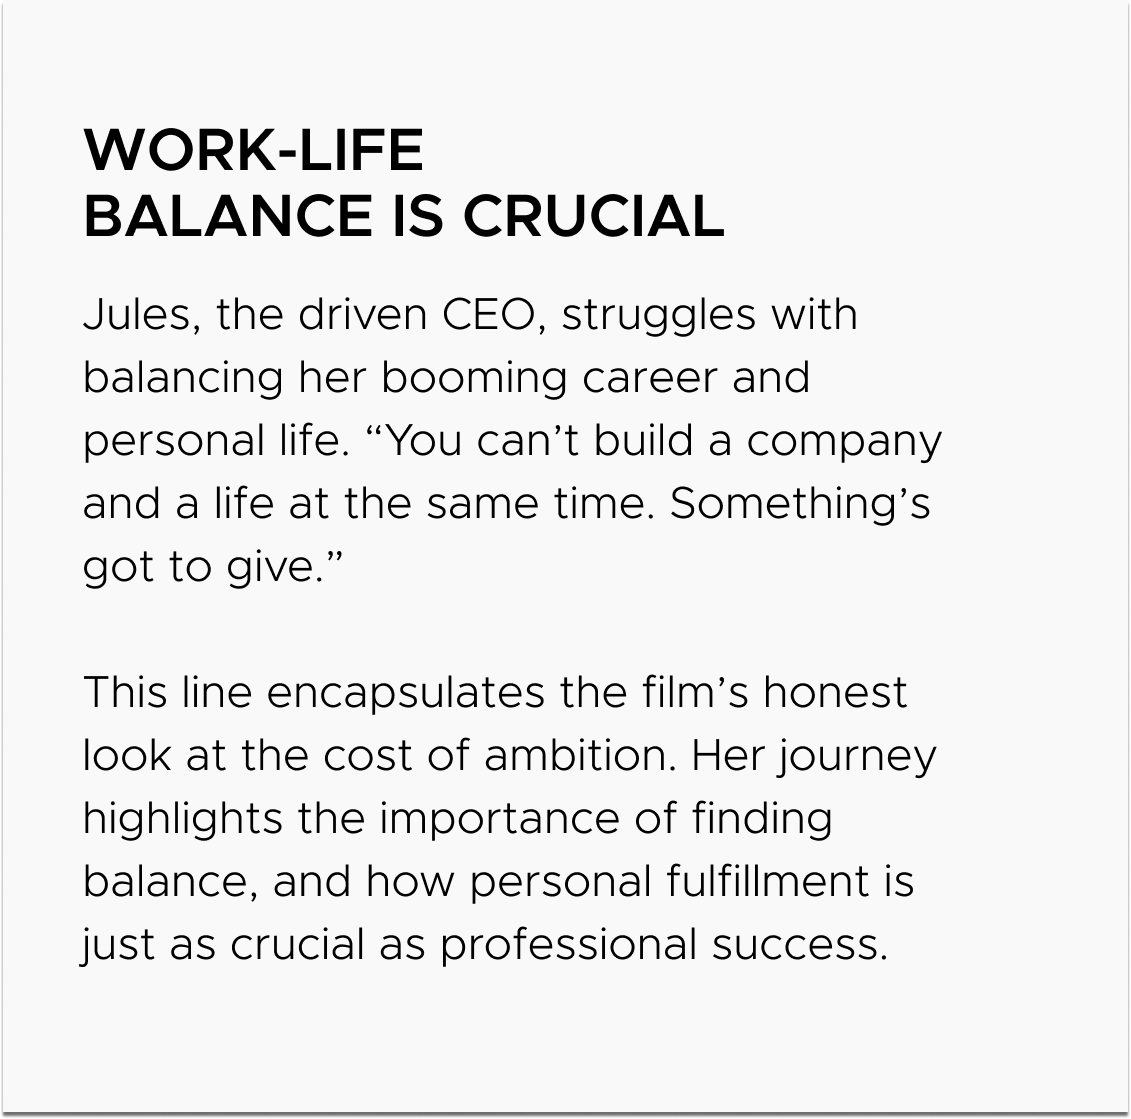 WORK-LIFE
BALANCE IS CRUCIAL
Jules, the driven CEO, struggles with
balancing her booming career and
personal life. “You can’t build a company
and a life at the same time. Something’s
got to give.”
This line encapsulates the film’s honest
look at the cost of ambition. Her journey
highlights the importance of finding
balance, and how personal fulfillment is
just as crucial as professional success.